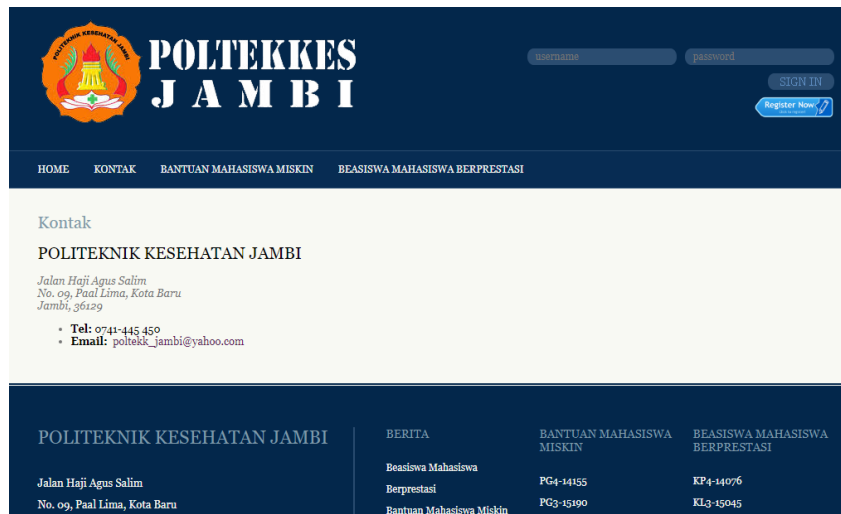 POLITEKNIK KESEHATAN JAMBI
POLTEKKES
JAMBI
username
password
SIGN IN
Register Now
HOME
KONTAK
BANTUAN MAHASISWA MISKIN
BEASISWA MAHASISWA BERPRESTASI
Kontak
POLITEKNIK KESEHATAN JAMBI
Jalan Haji Agus Salim
No. 09, Paal Lima, Kota Baru
Jambi, 36129
Tel: 0741-445 450
Email: poltekk_jambi@yahoo.com
POLITEKNIK KESEHATAN JAMBI
Jalan Haji Agus Salim
No. 09, Paal Lima, Kota Baru
BERITA
Beasiswa Mahasiswa
Berprestasi
Bantuan Mahasiswa Miskin
BANTUAN MAHASISWA
MISKIN
PG4-14155
PG3-15190
BEASISWA MAHASISWA
BERPRESTASI
KP4-14076
KL3-15045